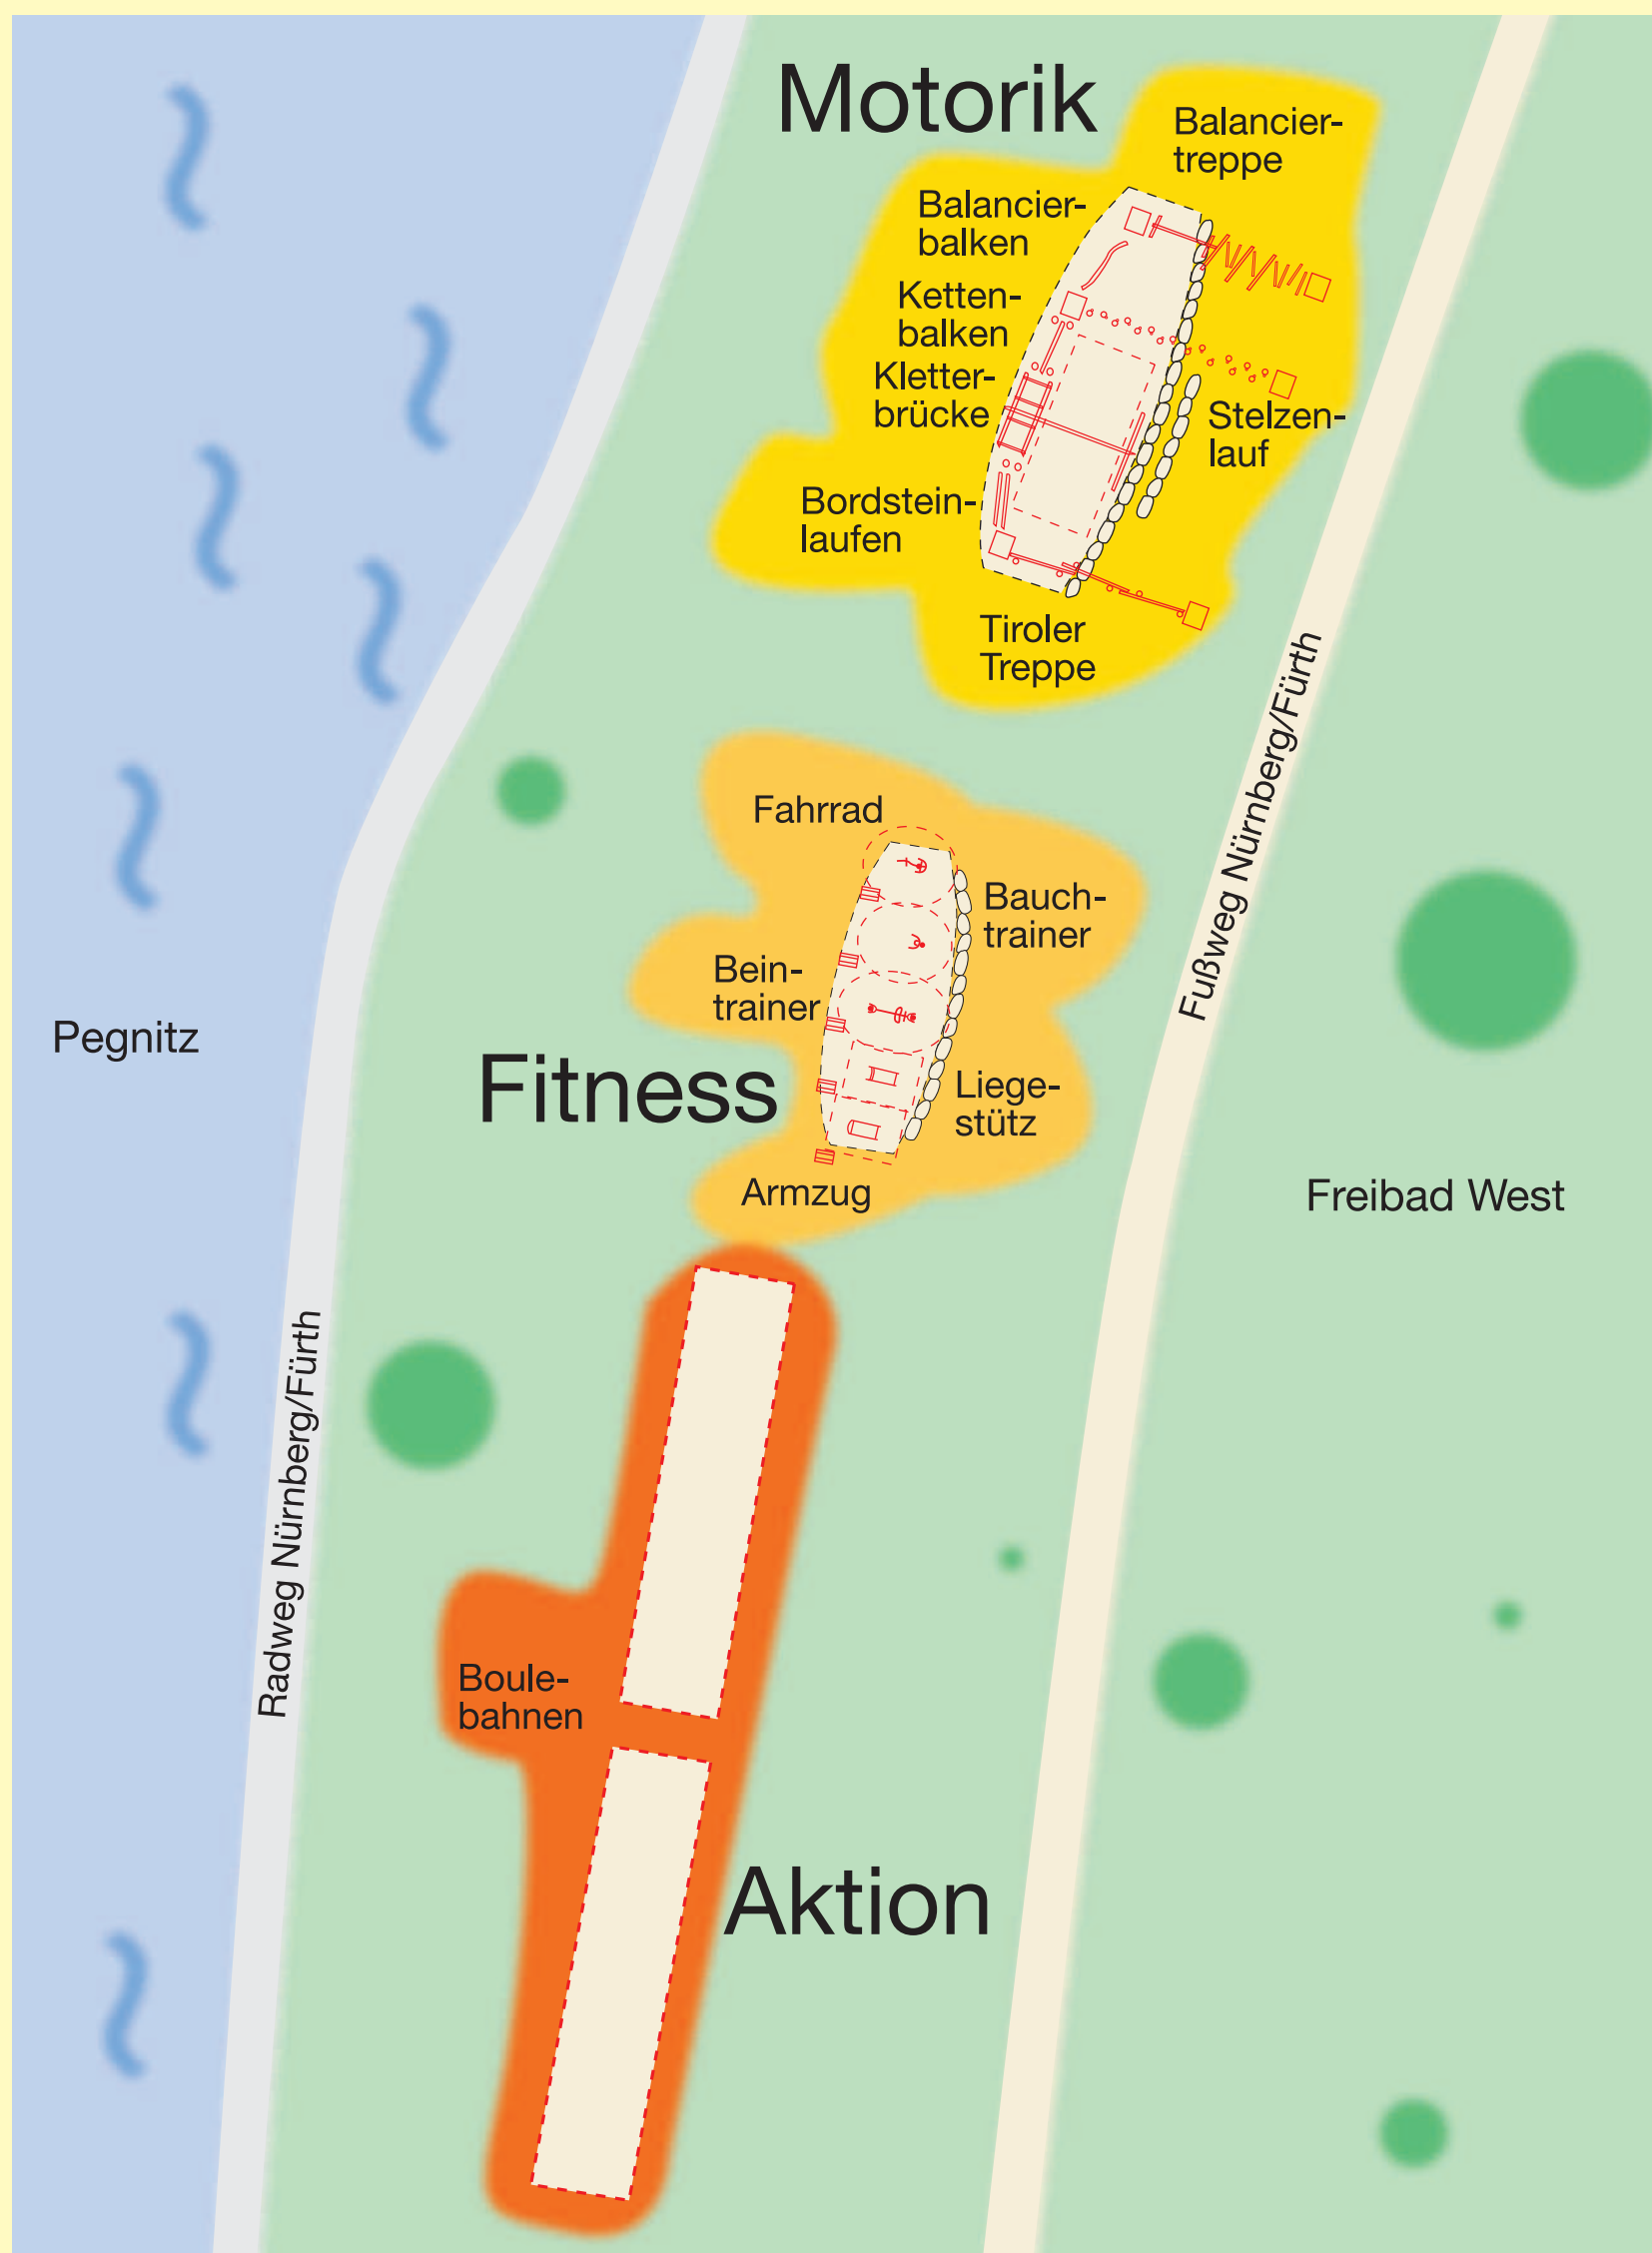 Motorik
Balancier-
treppe
Balancier-
balken
Ketten-
balken
Kletter-
brücke
Stelzen-
lauf
Bordstein-
laufen
Tiroler
Treppe
Fußweg Nürnberg/Fürth
Fahrrad
Bauch-
trainer
Bein-
trainer
Pegnitz
Fitness
Liege-
stütz
Armzug
Freibad West
Radweg Nürnberg/Fürth
Boule-
bahnen
Aktion